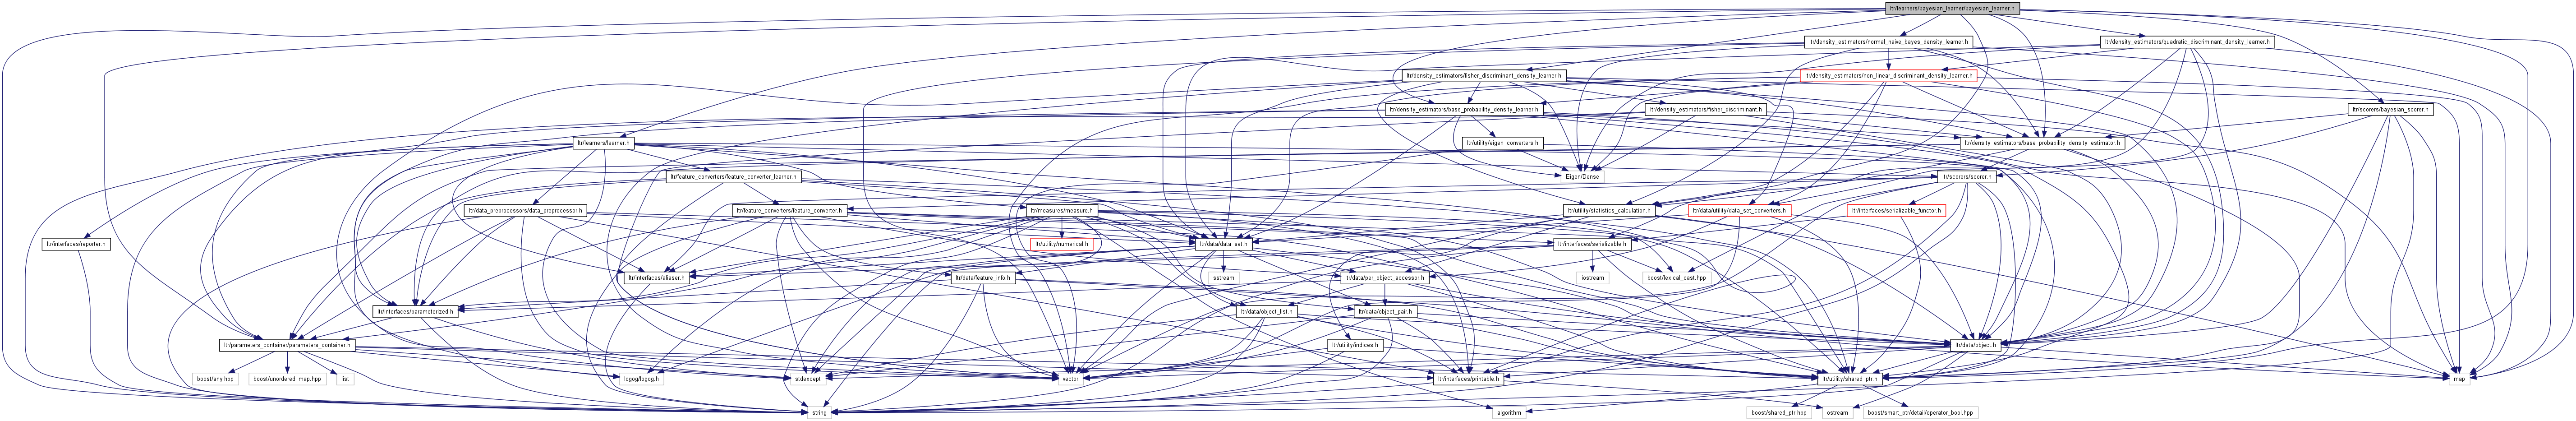 ltr/learners/bayesian_learner/bayesian_learner.h
ltr/density_estimators/normal_naive_bayes_density_learner.h
ltr/density_estimators/quadratic_discriminant_density_learner.h
ltr/density_estimators/fisher_discriminant_density_learner.h
ltr/density_estimators/non_linear_discriminant_density_learner.h
ltr/density_estimators/base_probability_density_learner.h
ltr/density_estimators/fisher_discriminant.h
ltr/scorers/bayesian_scorer.h
ltr/learners/learner.h
ltr/utility/eigen_converters.h
ltr/density_estimators/base_probability_density_estimator.h
ltr/feature_converters/feature_converter_learner.h
Eigen/Dense
ltr/scorers/scorer.h
ltr/data_preprocessors/data_preprocessor.h
ltr/feature_converters/feature_converter.h
ltr/measures/measure.h
ltr/utility/statistics_calculation.h
ltr/data/utility/data_set_converters.h
ltr/interfaces/serializable_functor.h
ltr/interfaces/reporter.h
ltr/utility/numerical.h
ltr/data/data_set.h
ltr/interfaces/serializable.h
ltr/interfaces/aliaser.h
ltr/data/feature_info.h
sstream
ltr/data/per_object_accessor.h
iostream
boost/lexical_cast.hpp
ltr/interfaces/parameterized.h
ltr/data/object_list.h
ltr/data/object_pair.h
ltr/parameters_container/parameters_container.h
ltr/utility/indices.h
ltr/data/object.h
boost/any.hpp
boost/unordered_map.hpp
list
logog/logog.h
stdexcept
vector
ltr/interfaces/printable.h
ltr/utility/shared_ptr.h
map
string
algorithm
boost/shared_ptr.hpp
ostream
boost/smart_ptr/detail/operator_bool.hpp